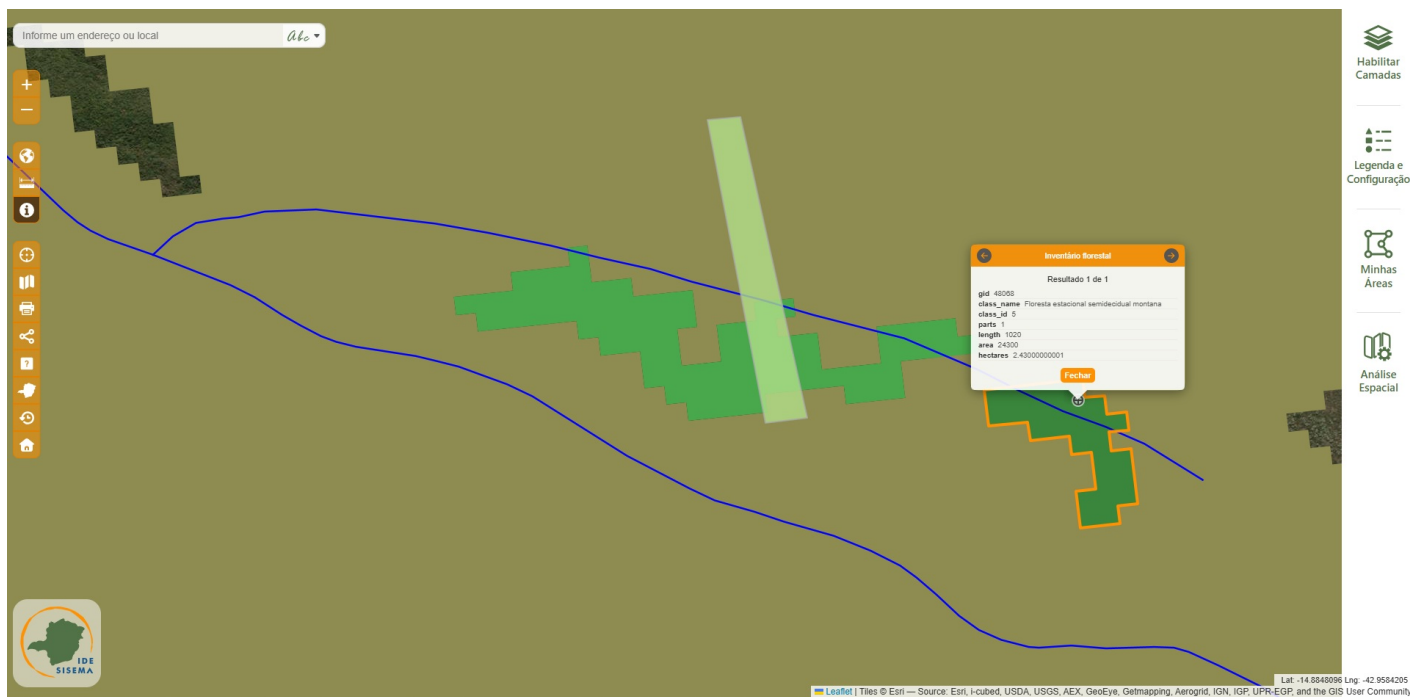 Informe um endereço ou local
Abc
Habilitar
Camadas
Legenda e
Configuração
Minhas
Áreas
Análise
Espacial
Inventário florestal
Resultado 1 de 1
gid 48068
class_name Floresta estacional semidecidual montana
class_id 5
parts 1
length 1020
area 24300
hectares 2.43000000001
Fechar
IDE
SISEMA
Lat: -14.8848096 Lng: -42.9584205
Leaflet | Tiles © Esri — Source: Esri, i-cubed, USDA, USGS, AEX, GeoEye, Getmapping, Aerogrid, IGN, IGP, UPR-EGP, and the GIS User Community